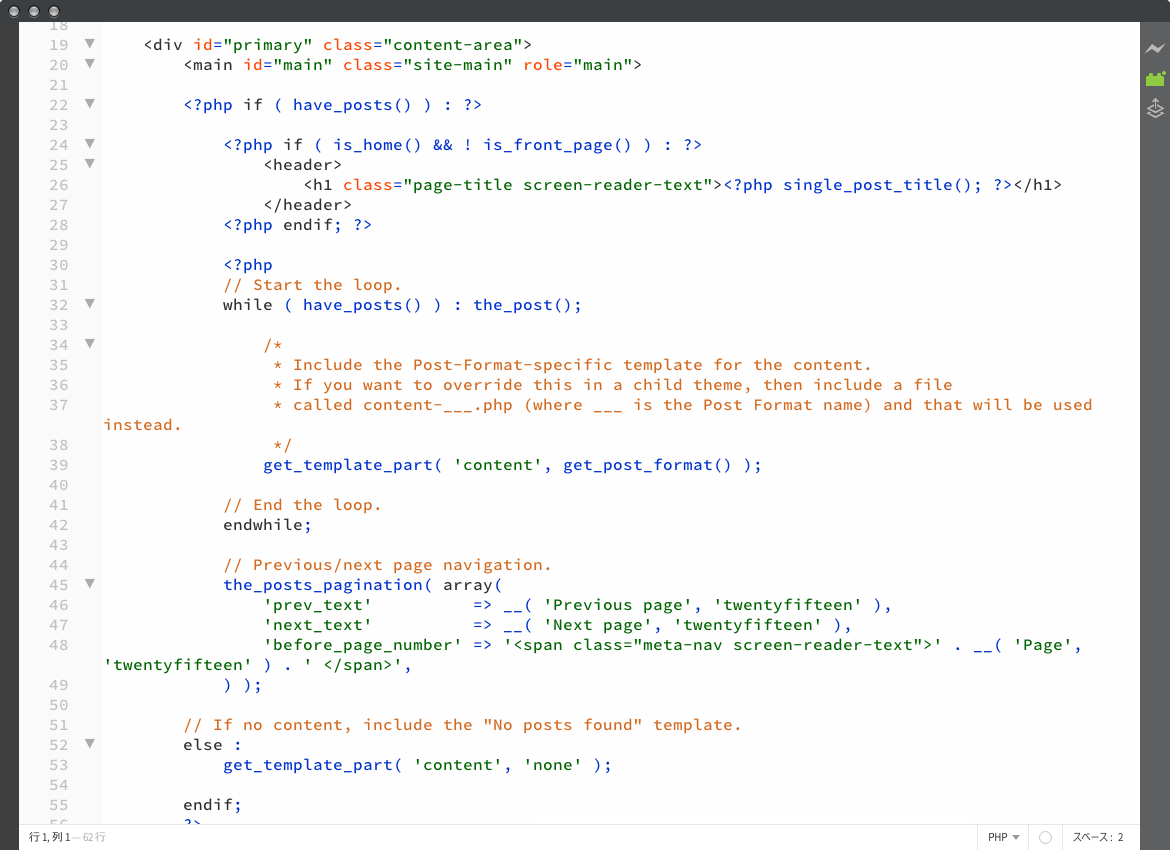 18
19 ▼ <div id="primary" class="content-area">
20 ▼ <main id="main" class="site-main" role="main">
21
22 ▼ <?php if ( have_posts() ) : ?>
23
24 ▼ <?php if ( is_home() && ! is_front_page() ) : ?>
25 ▼ <header>
26 <h1 class="page-title screen-reader-text"><?php single_post_title(); ?></h1>
27 </header>
28 <?php endif; ?>
29
30 <?php
31 // Start the loop.
32 ▼ while ( have_posts() ) : the_post();
33
34 ▼ /*
35 * Include the Post-Format-specific template for the content.
36 * If you want to override this in a child theme, then include a file
37 * called content-___.php (where ___ is the Post Format name) and that will be used
instead.
38 */
39 get_template_part( 'content', get_post_format() );
40
41 // End the loop.
42 endwhile;
43
44 // Previous/next page navigation.
45 ▼ the_posts_pagination( array(
46 'prev_text' => __( 'Previous page', 'twentyfifteen' ),
47 'next_text' => __( 'Next page', 'twentyfifteen' ),
48 'before_page_number' => '<span class="meta-nav screen-reader-text">' . __( 'Page',
'twentyfifteen' ) . ' </span>',
49 ) );
50
51 // If no content, include the "No posts found" template.
52 ▼ else :
53 get_template_part( 'content', 'none' );
54
55 endif;
56 ?>
行 1, 列 1 — 62 行 PHP ▼ スペース: 2